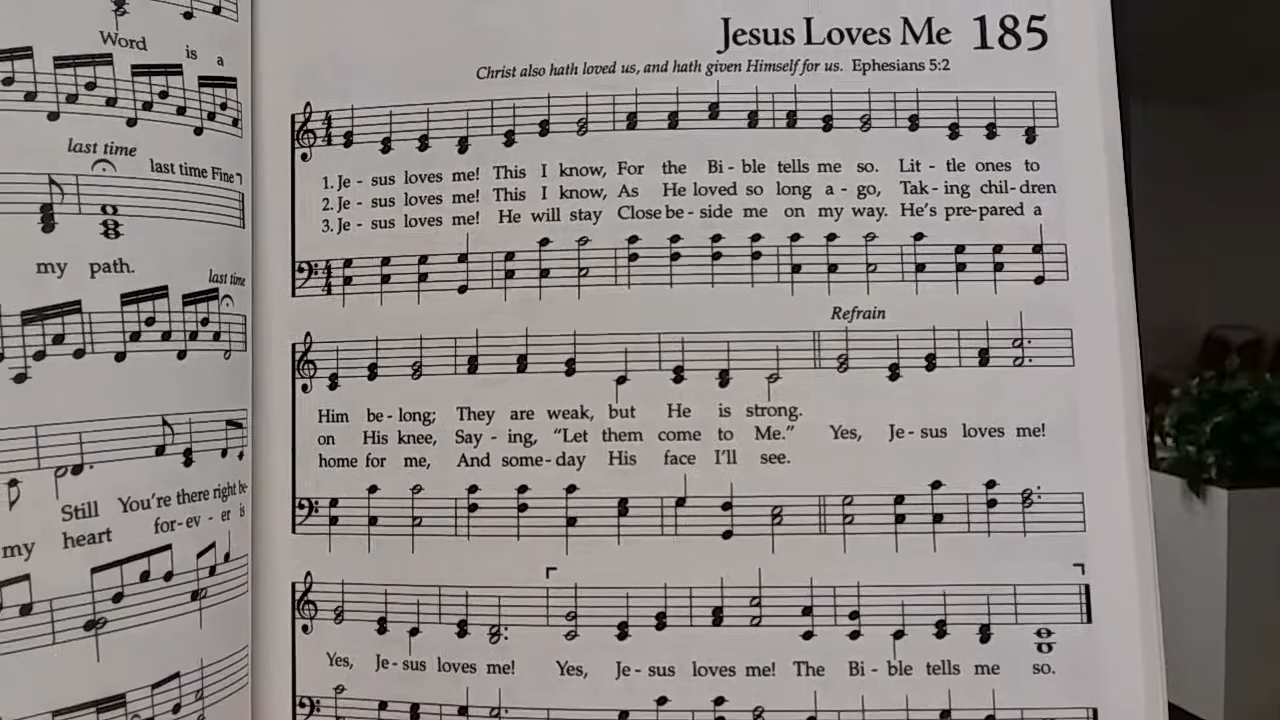 Word is a
last time
last time Fine
my path.
last time
Still You're there right be-
my heart for-ev-er is
Jesus Loves Me 185
Christ also hath loved us, and hath given Himself for us. Ephesians 5:2
1. Je - sus loves me! This I know, For the Bi - ble tells me so. Lit - tle ones to
2. Je - sus loves me! This I know, As He loved so long a - go, Tak - ing chil - dren
3. Je - sus loves me! He will stay Close be - side me on my way. He's pre - pared a
Refrain
Him be - long; They are weak, but He is strong.
on His knee, Say - ing, "Let them come to Me." Yes, Je - sus loves me!
home for me, And some - day His face I'll see.
Yes, Je - sus loves me! Yes, Je - sus loves me! The Bi - ble tells me so.